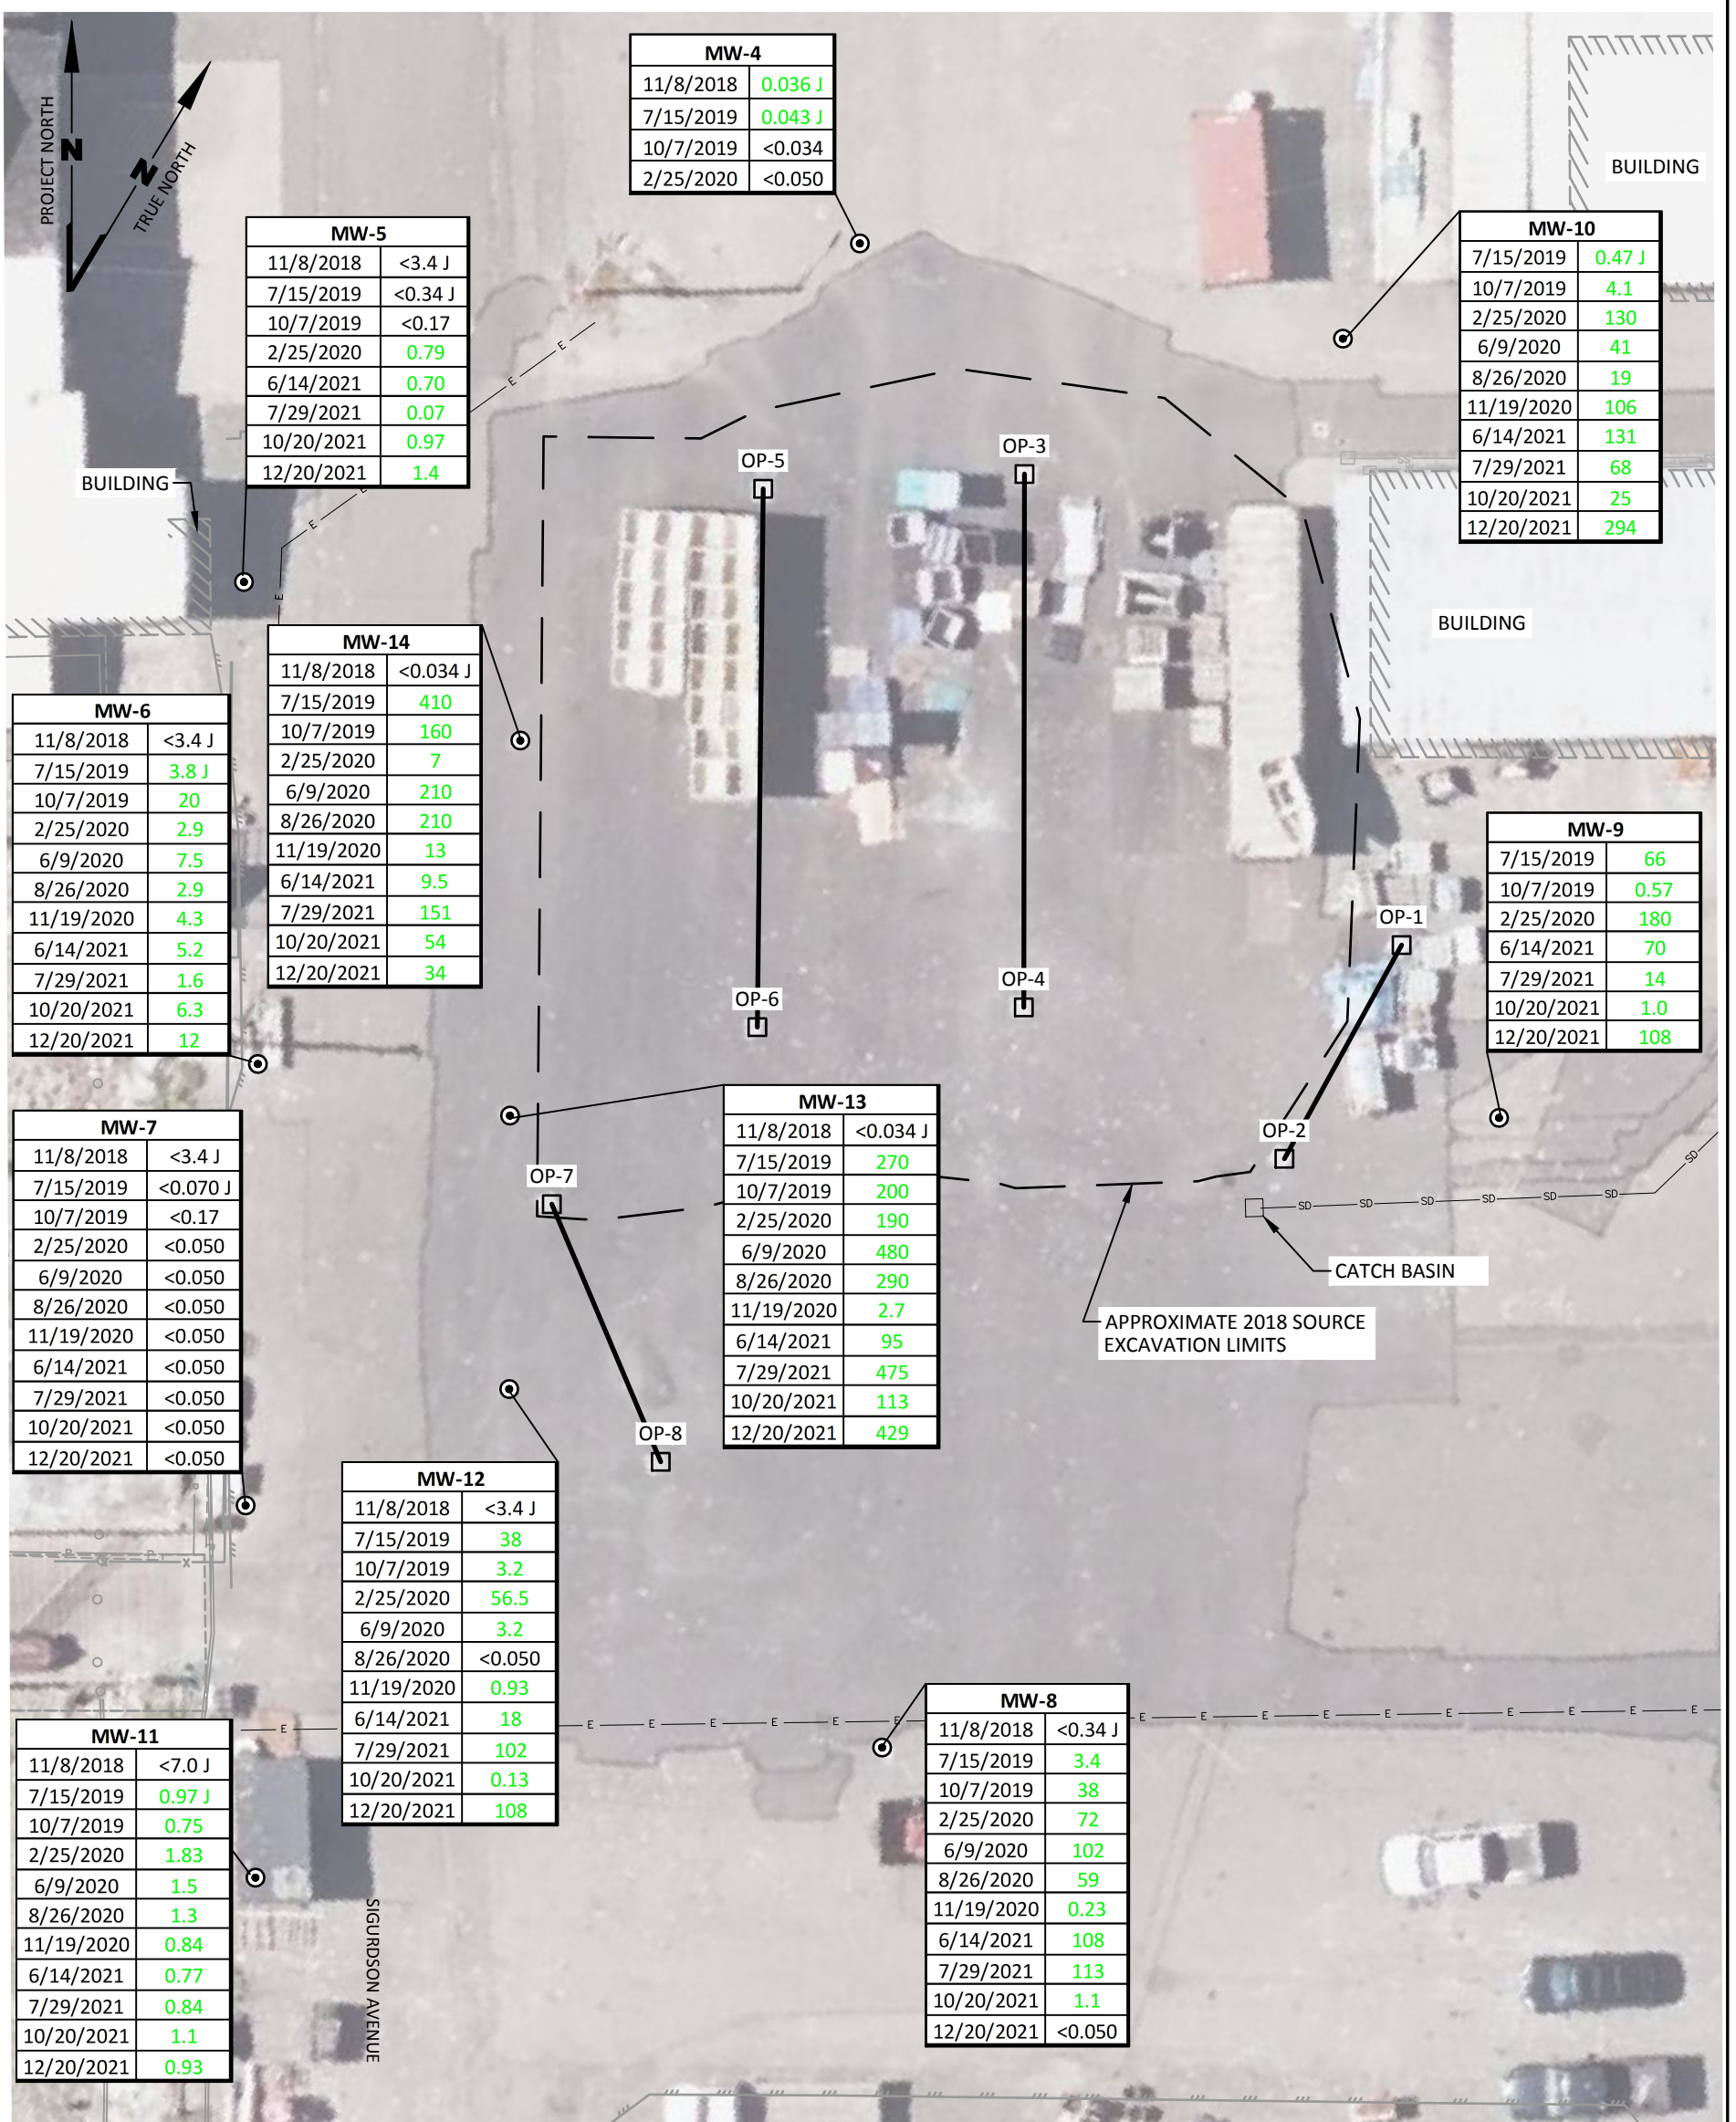 PROJECT NORTH
N
TRUE NORTH
N
MW-4
11/8/2018 0.036 J
7/15/2019 0.043 J
10/7/2019 <0.034
2/25/2020 <0.050
BUILDING
MW-5
11/8/2018 <3.4 J
7/15/2019 <0.34 J
10/7/2019 <0.17
2/25/2020 0.79
6/14/2021 0.70
7/29/2021 0.07
10/20/2021 0.97
12/20/2021 1.4
MW-10
7/15/2019 0.47 J
10/7/2019 4.1
2/25/2020 130
6/9/2020 41
8/26/2020 19
11/19/2020 106
6/14/2021 131
7/29/2021 68
10/20/2021 25
12/20/2021 294
E
E
E
E
E
BUILDING
OP-5
OP-3
SS
BUILDING
MW-14
11/8/2018 <0.034 J
7/15/2019 410
10/7/2019 160
2/25/2020 7
6/9/2020 210
8/26/2020 210
11/19/2020 13
6/14/2021 9.5
7/29/2021 151
10/20/2021 54
12/20/2021 34
MW-6
11/8/2018 <3.4 J
7/15/2019 3.8 J
10/7/2019 20
2/25/2020 2.9
6/9/2020 7.5
8/26/2020 2.9
11/19/2020 4.3
6/14/2021 5.2
7/29/2021 1.6
10/20/2021 6.3
12/20/2021 12
MW-9
7/15/2019 66
10/7/2019 0.57
2/25/2020 180
6/14/2021 70
7/29/2021 14
10/20/2021 1.0
12/20/2021 108
OP-1
OP-6
OP-4
OP-2
MW-7
11/8/2018 <3.4 J
7/15/2019 <0.070 J
10/7/2019 <0.17
2/25/2020 <0.050
6/9/2020 <0.050
8/26/2020 <0.050
11/19/2020 <0.050
6/14/2021 <0.050
7/29/2021 <0.050
10/20/2021 <0.050
12/20/2021 <0.050
MW-13
11/8/2018 <0.034 J
7/15/2019 270
10/7/2019 200
2/25/2020 190
6/9/2020 480
8/26/2020 290
11/19/2020 2.7
6/14/2021 95
7/29/2021 475
10/20/2021 113
12/20/2021 429
OP-7
SD SD SD SD SD SD SD
CATCH BASIN
APPROXIMATE 2018 SOURCE
EXCAVATION LIMITS
OP-8
MW-12
11/8/2018 <3.4 J
7/15/2019 38
10/7/2019 3.2
2/25/2020 56.5
6/9/2020 3.2
8/26/2020 <0.050
11/19/2020 0.93
6/14/2021 18
7/29/2021 102
10/20/2021 0.13
12/20/2021 108
P P P
P
X X
E E E E E E E E E E E E E E E E E
MW-8
11/8/2018 <0.34 J
7/15/2019 3.4
10/7/2019 38
2/25/2020 72
6/9/2020 102
8/26/2020 59
11/19/2020 0.23
6/14/2021 108
7/29/2021 113
10/20/2021 1.1
12/20/2021 <0.050
MW-11
11/8/2018 <7.0 J
7/15/2019 0.97 J
10/7/2019 0.75
2/25/2020 1.83
6/9/2020 1.5
8/26/2020 1.3
11/19/2020 0.84
6/14/2021 0.77
7/29/2021 0.84
10/20/2021 1.1
12/20/2021 0.93
SIGURDSON AVENUE